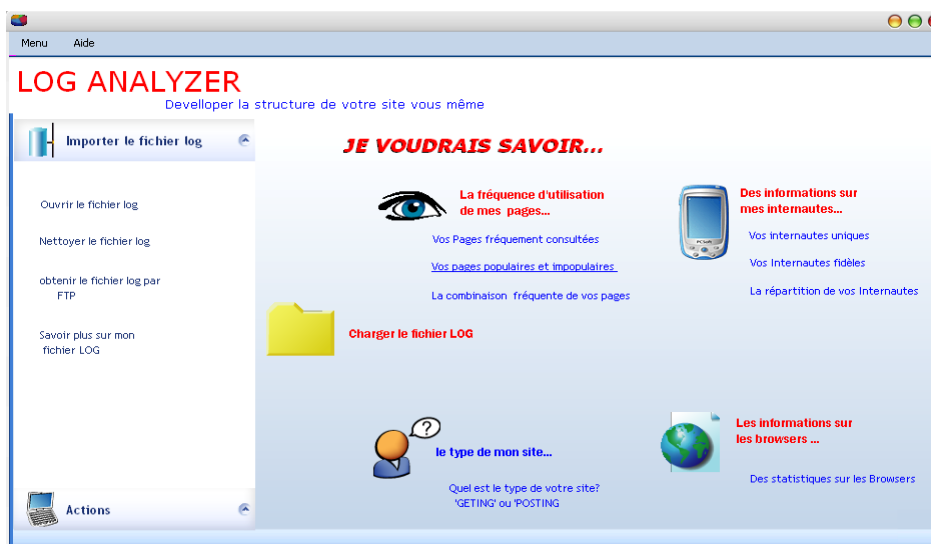 Menu Aide
LOG ANALYZER
Develloper la structure de votre site vous même
Importer le fichier log
Ouvrir le fichier log
Nettoyer le fichier log
obtenir le fichier log par
FTP
Savoir plus sur mon
fichier LOG
Actions
JE VOUDRAIS SAVOIR...
La fréquence d'utilisation
de mes pages...
Vos Pages fréquement consultées
Vos pages populaires et impopulaires
La combinaison fréquente de vos pages
Des informations sur
mes internautes...
Vos internautes uniques
Vos Internautes fidèles
La répartition de vos Internautes
Charger le fichier LOG
?
le type de mon site...
Quel est le type de votre site?
'GETING' ou 'POSTING
Les informations sur
les browsers ...
Des statistiques sur les Browsers